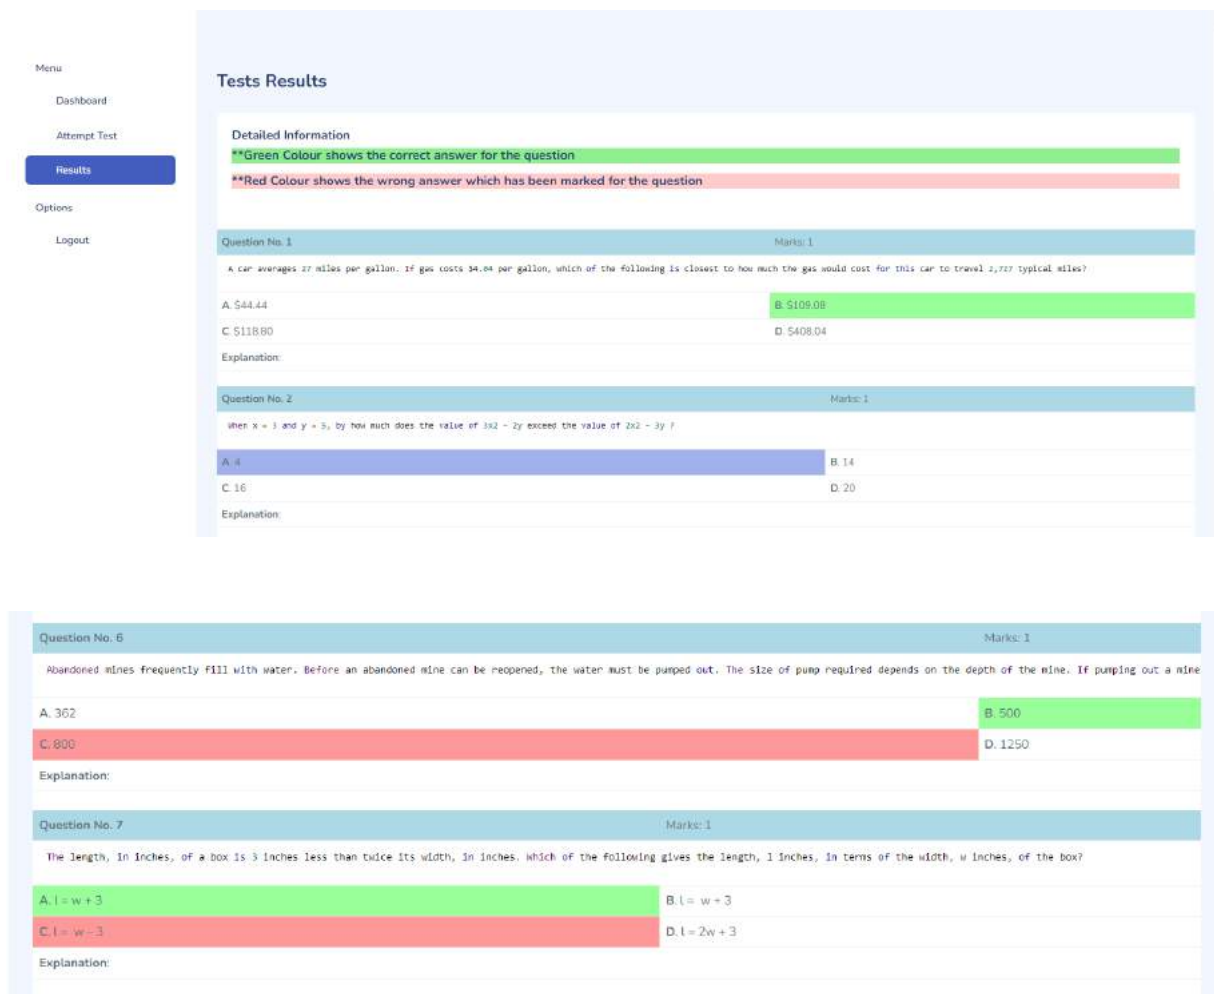 Menu
Dashboard
Attempt Test
Results
Options
Logout
Tests Results
Detailed Information
**Green Colour shows the correct answer for the question
**Red Colour shows the wrong answer which has been marked for the question
Question No. 1 Marks: 1
A car averages 27 miles per gallon. If gas costs $4.04 per gallon, which of the following is closest to how much the gas would cost for this car to travel 2,727 typical miles?
A. $44.44 B. $109.08
C. $118.80 D. $408.04
Explanation:
Question No. 2 Marks: 1
When x = 3 and y = 5, by how much does the value of 3x2 - 2y exceed the value of 2x2 - 3y ?
A. 4 B. 14
C. 16 D. 20
Explanation:
Question No. 6 Marks: 1
Abandoned mines frequently fill with water. Before an abandoned mine can be reopened, the water must be pumped out. The size of pump required depends on the depth of the mine. If pumping out a mine
A. 362 B. 500
C. 800 D. 1250
Explanation:
Question No. 7 Marks: 1
The length, in inches, of a box is 3 inches less than twice its width, in inches. Which of the following gives the length, l inches, in terms of the width, w inches, of the box?
A. l = w + 3 B. l = w + 3
C. l = w - 3 D. l = 2w + 3
Explanation: